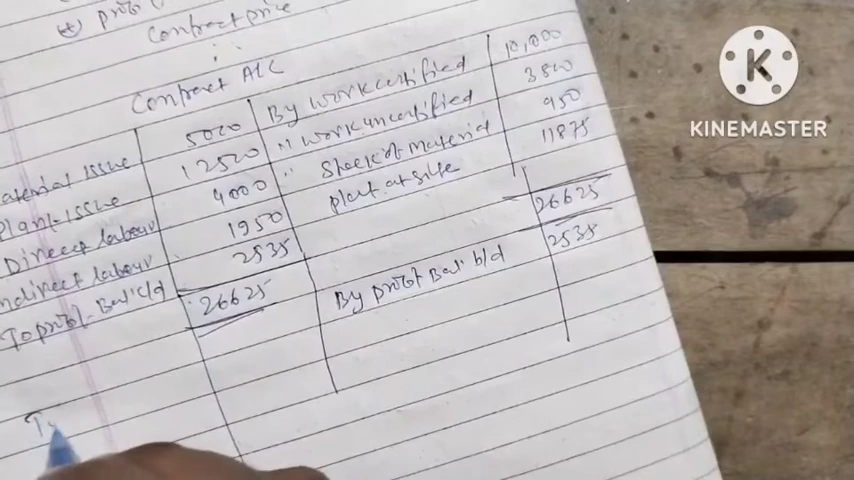 * profit
Contract price
Contract A/C
Material Issue 5020 By work certified 10,000
Plant Issue 12520 " work uncertified 3800
Direct labour 4000 " Stock of material 950
Indirect labour 1950 plant at site 11875
To profit Bal c/d 2535
26625 26625
By profit Bal b/d 2535
K
KINEMASTER